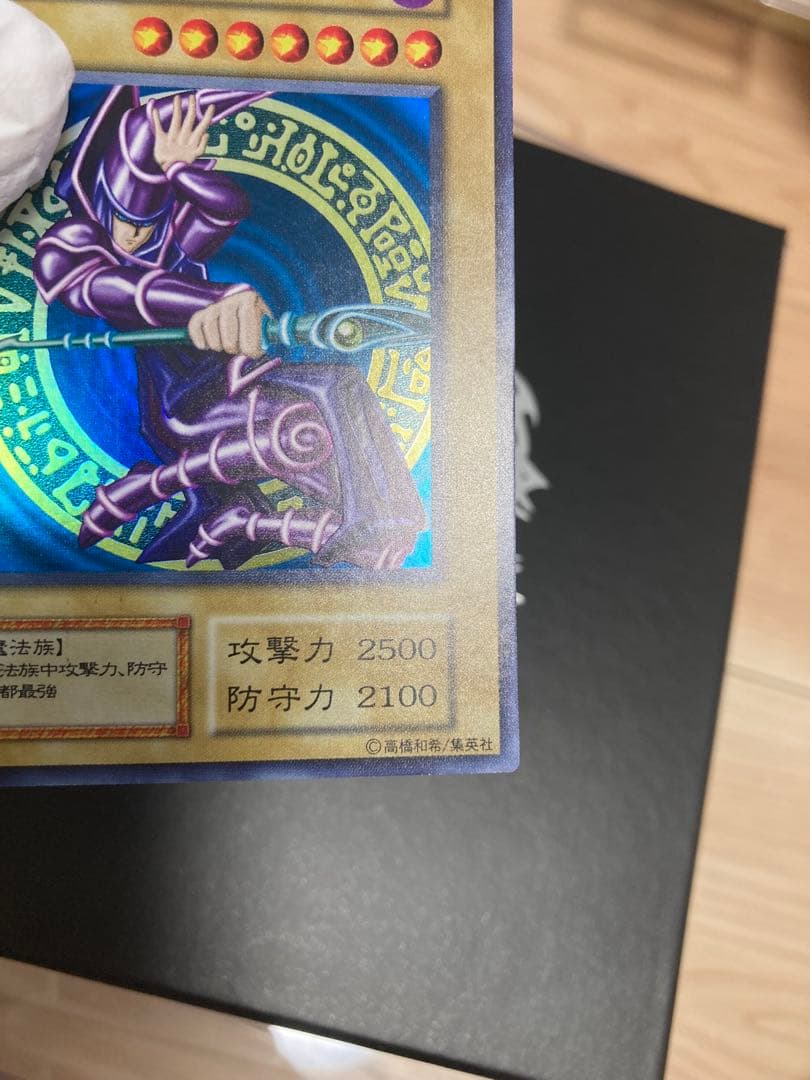 魔法族】
法族中攻擊力、防守
都最強
攻擊力 2500
防守力 2100
©高橋和希/集英社